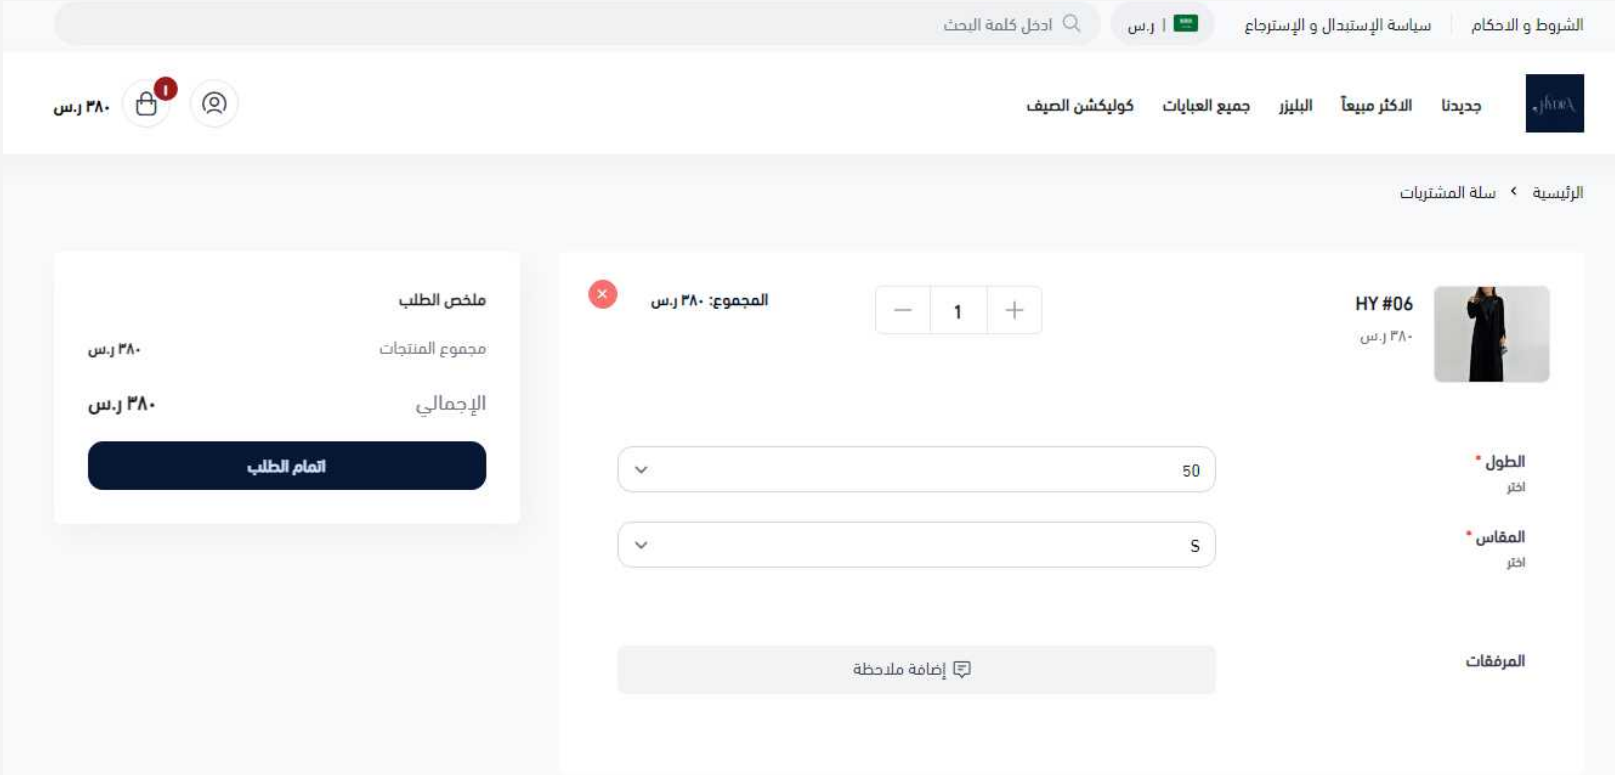 الشروط و الاحكام
سياسة الإستبدال و الإسترجاع
| ر.س
ادخل كلمة البحث
جديدنا
الاكثر مبيعاً
البليزر
جميع العبايات
كوليكشن الصيف
١
٣٨٠ ر.س
الرئيسية › سلة المشتريات
HY #06
٣٨٠ ر.س
1
المجموع: ٣٨٠ ر.س
الطول *
اختر
50
المقاس *
اختر
S
المرفقات
إضافة ملاحظة
ملخص الطلب
مجموع المنتجات ٣٨٠ ر.س
الإجمالي ٣٨٠ ر.س
اتمام الطلب